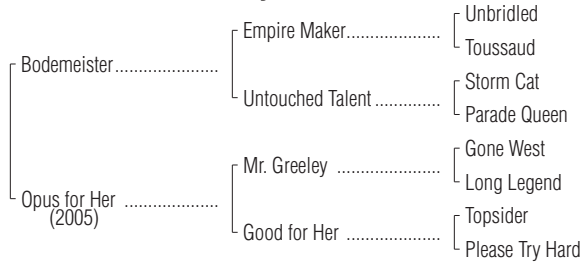 Unbridled
Empire Maker....................
Toussaud
Bodemeister......................
Storm Cat
Untouched Talent.................
Parade Queen
Gone West
Mr. Greeley ......................
Long Legend
Opus for Her ....................
(2005)
Topsider
Good for Her ....................
Please Try Hard